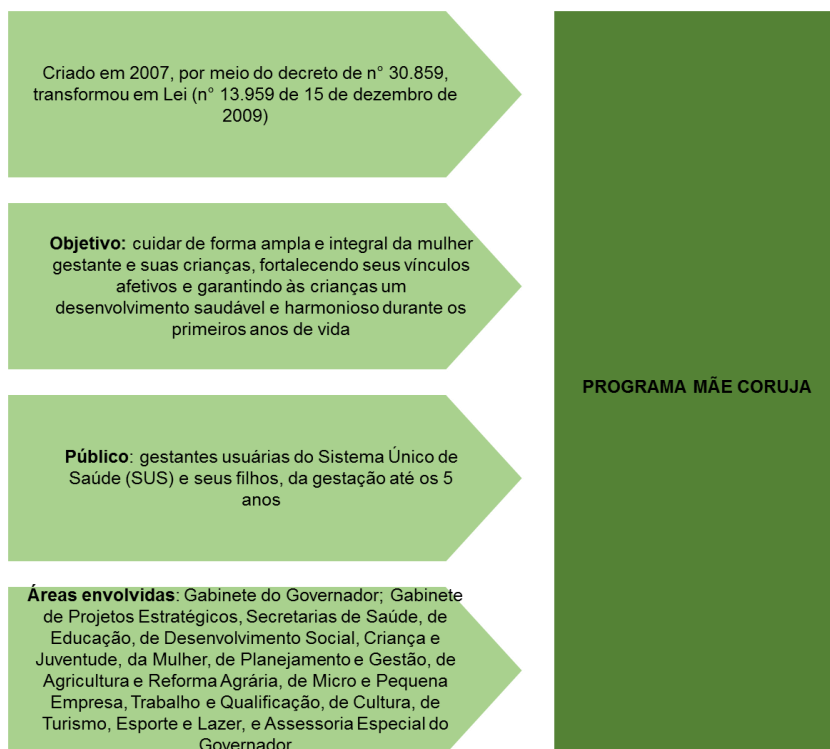 Criado em 2007, por meio do decreto de n° 30.859,
transformou em Lei (n° 13.959 de 15 de dezembro de
2009)
Objetivo: cuidar de forma ampla e integral da mulher
gestante e suas crianças, fortalecendo seus vínculos
afetivos e garantindo às crianças um
desenvolvimento saudável e harmonioso durante os
primeiros anos de vida
Público: gestantes usuárias do Sistema Único de
Saúde (SUS) e seus filhos, da gestação até os 5
anos
Áreas envolvidas: Gabinete do Governador; Gabinete
de Projetos Estratégicos, Secretarias de Saúde, de
Educação, de Desenvolvimento Social, Criança e
Juventude, da Mulher, de Planejamento e Gestão, de
Agricultura e Reforma Agrária, de Micro e Pequena
Empresa, Trabalho e Qualificação, de Cultura, de
Turismo, Esporte e Lazer, e Assessoria Especial do
Governador
PROGRAMA MÃE CORUJA